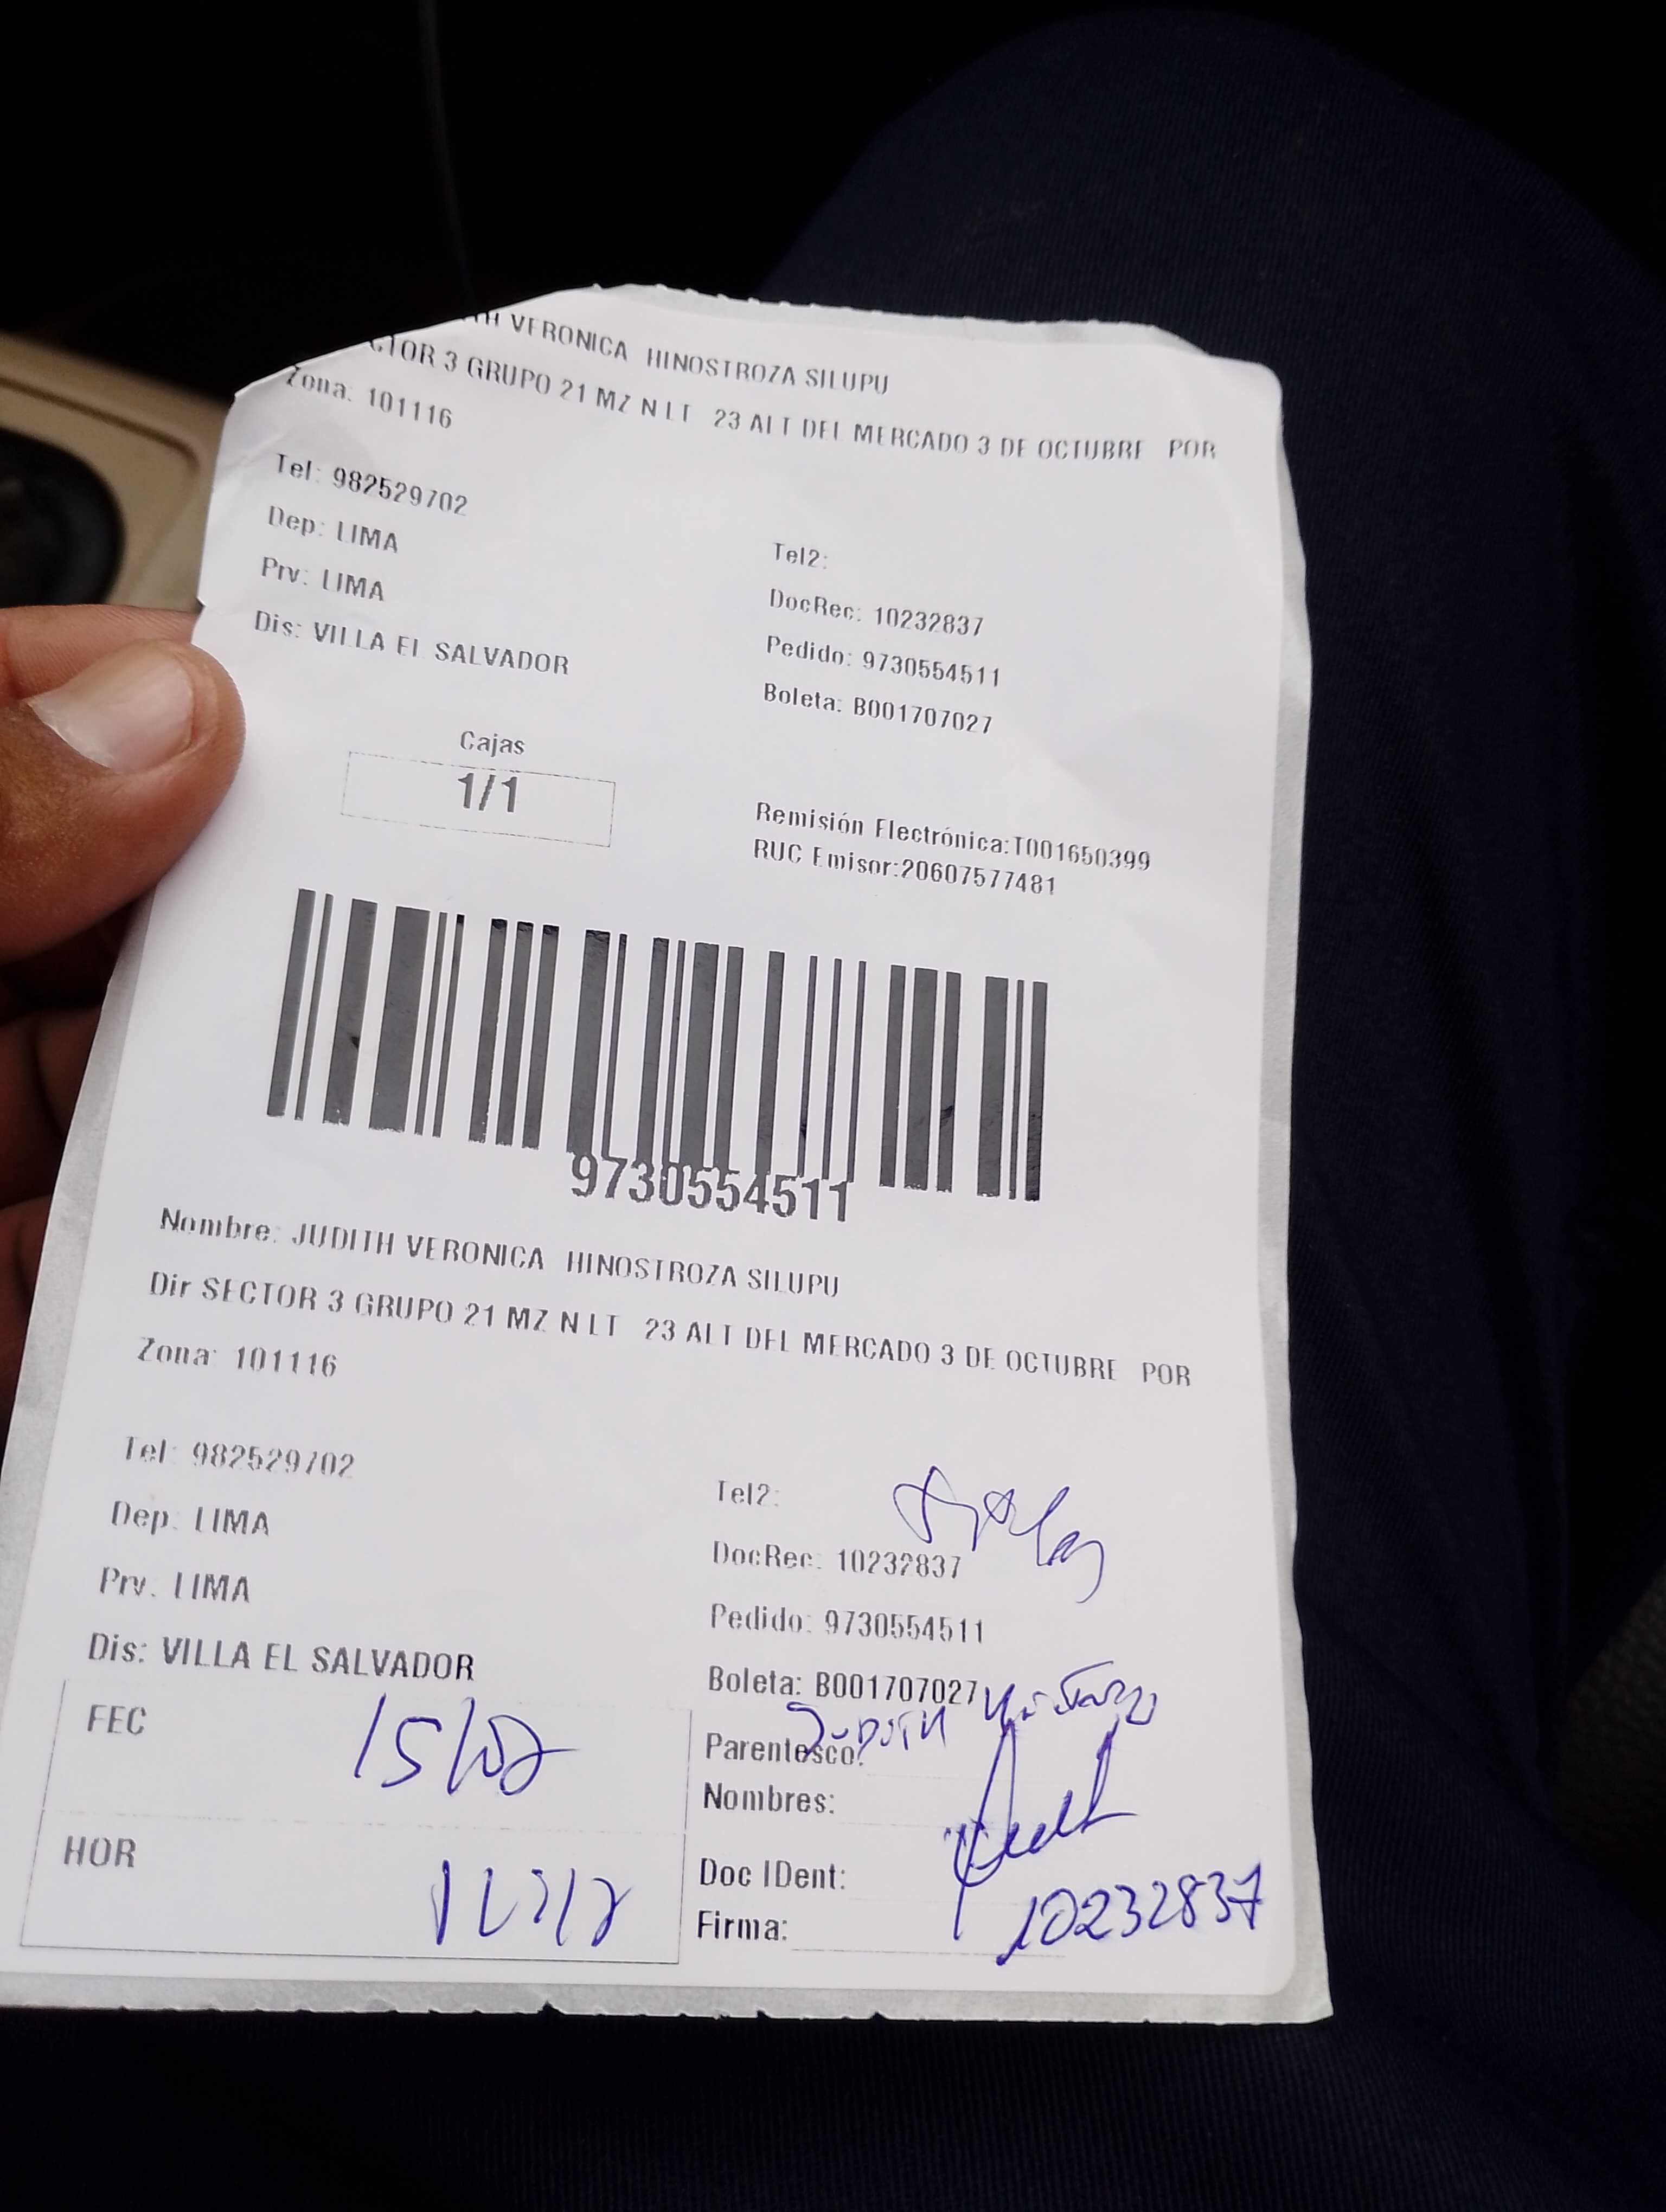 VERONICA HINOSTROZA SILUPU
SECTOR 3 GRUPO 21 MZ N LT 23 ALT DEL MERCADO 3 DE OCTUBRE POR
Zona: 101116
Tel: 982529702
Dep: LIMA
Prv: LIMA
Dis: VILLA EL SALVADOR
Tel2:
DocRec: 10232837
Pedido: 9730554511
Boleta: B001707027
Cajas
1/1
Remisión Electrónica:T001650399
RUC Emisor:20607577481
9730554511
Nombre: JUDITH VERONICA HINOSTROZA SILUPU
Dir SECTOR 3 GRUPO 21 MZ N LT 23 ALT DEL MERCADO 3 DE OCTUBRE POR
Zona: 101116
Tel: 982529702
Dep: LIMA
Prv: LIMA
Dis: VILLA EL SALVADOR
Tel2:
DocRec: 10232837
Pedido: 9730554511
Boleta: B001707027
FEC
HOR
Parentesco:
Nombres:
Doc IDent:
Firma:
10232837